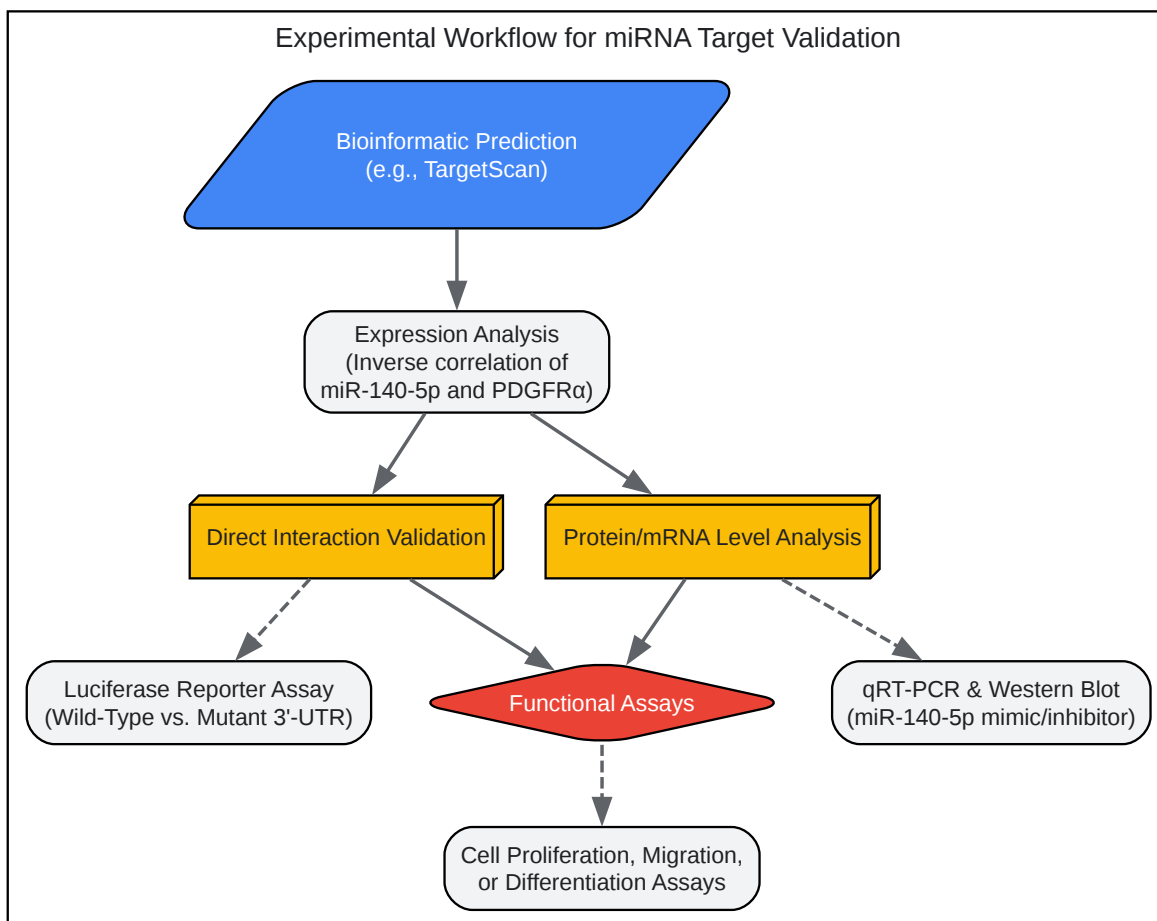 Experimental Workflow for miRNA Target Validation
Bioinformatic Prediction
(e.g., TargetScan)
Expression Analysis
(Inverse correlation of
miR-140-5p and PDGFRα)
Direct Interaction Validation
Protein/mRNA Level Analysis
Luciferase Reporter Assay
(Wild-Type vs. Mutant 3'-UTR)
Functional Assays
qRT-PCR & Western Blot
(miR-140-5p mimic/inhibitor)
Cell Proliferation, Migration,
or Differentiation Assays